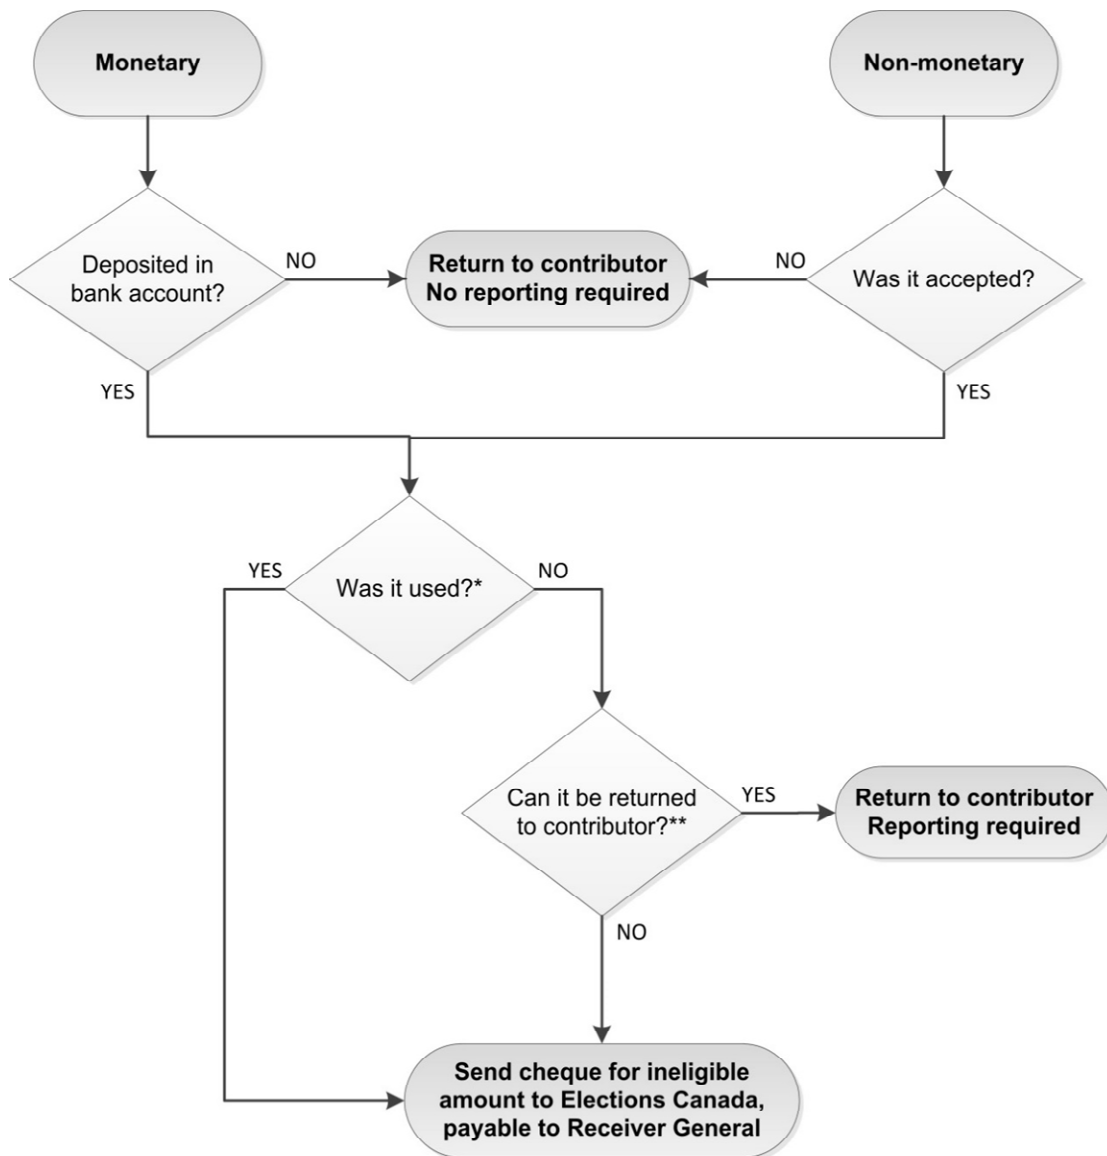 Monetary
Non-monetary
Deposited in
bank account?
NO
Return to contributor
No reporting required
NO
Was it accepted?
YES
YES
YES
Was it used?*
NO
Can it be returned
to contributor?**
YES
Return to contributor
Reporting required
NO
Send cheque for ineligible
amount to Elections Canada,
payable to Receiver General